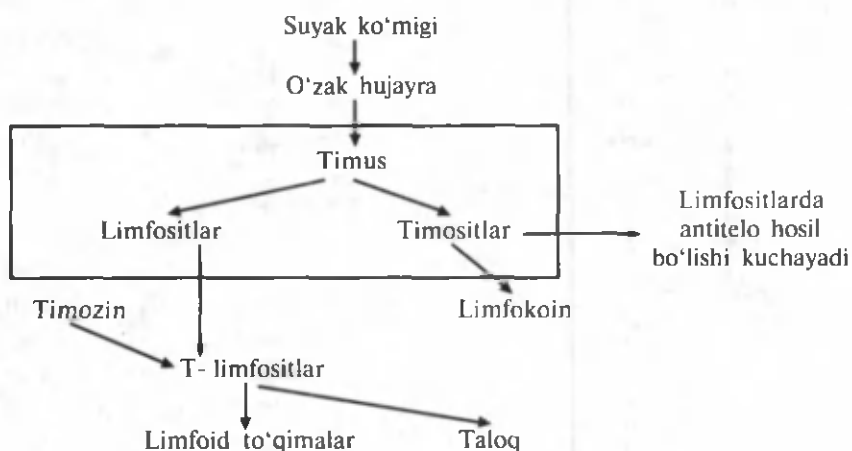 Suyak ko‘migi
O‘zak hujayra
Timus
Limfositlar
Timositlar
Limfositlarda
antitelo hosil
bo‘lishi kuchayadi
Timozin
Limfokoin
T- limfositlar
Limfoid to‘qimalar
Taloq